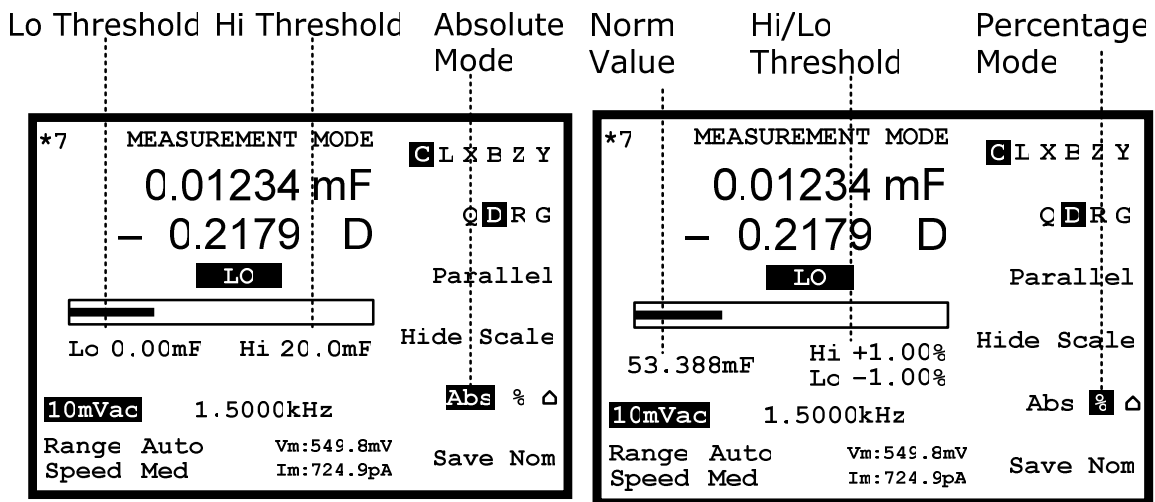 Lo Threshold Hi Threshold Absolute Mode
Norm Value Hi/Lo Threshold Percentage Mode
*7 MEASUREMENT MODE
C L X B Z Y
0.01234 mF
Q D R G
– 0.2179 D
LO
Parallel
Hide Scale
Lo 0.00mF Hi 20.0mF
Abs %
10mVac 1.5000kHz
Range Auto Vm:549.8mV
Speed Med Im:724.9pA
Save Nom
*7 MEASUREMENT MODE
C L X B Z Y
0.01234 mF
Q D R G
– 0.2179 D
LO
Parallel
Hide Scale
53.388mF Hi +1.00%
Lo -1.00%
Abs %
10mVac 1.5000kHz
Range Auto Vm:549.8mV
Speed Med Im:724.9pA
Save Nom